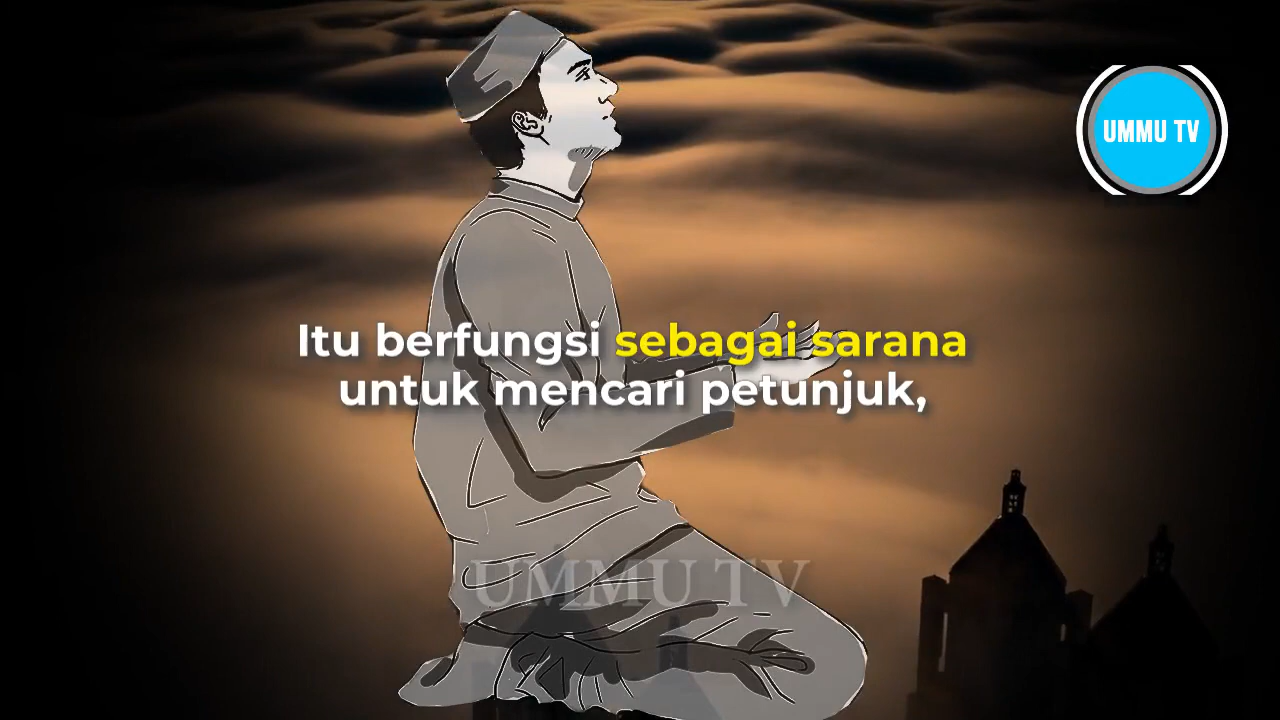 UMMU TV
Itu berfungsi sebagai sarana
untuk mencari petunjuk,
UMMU TV